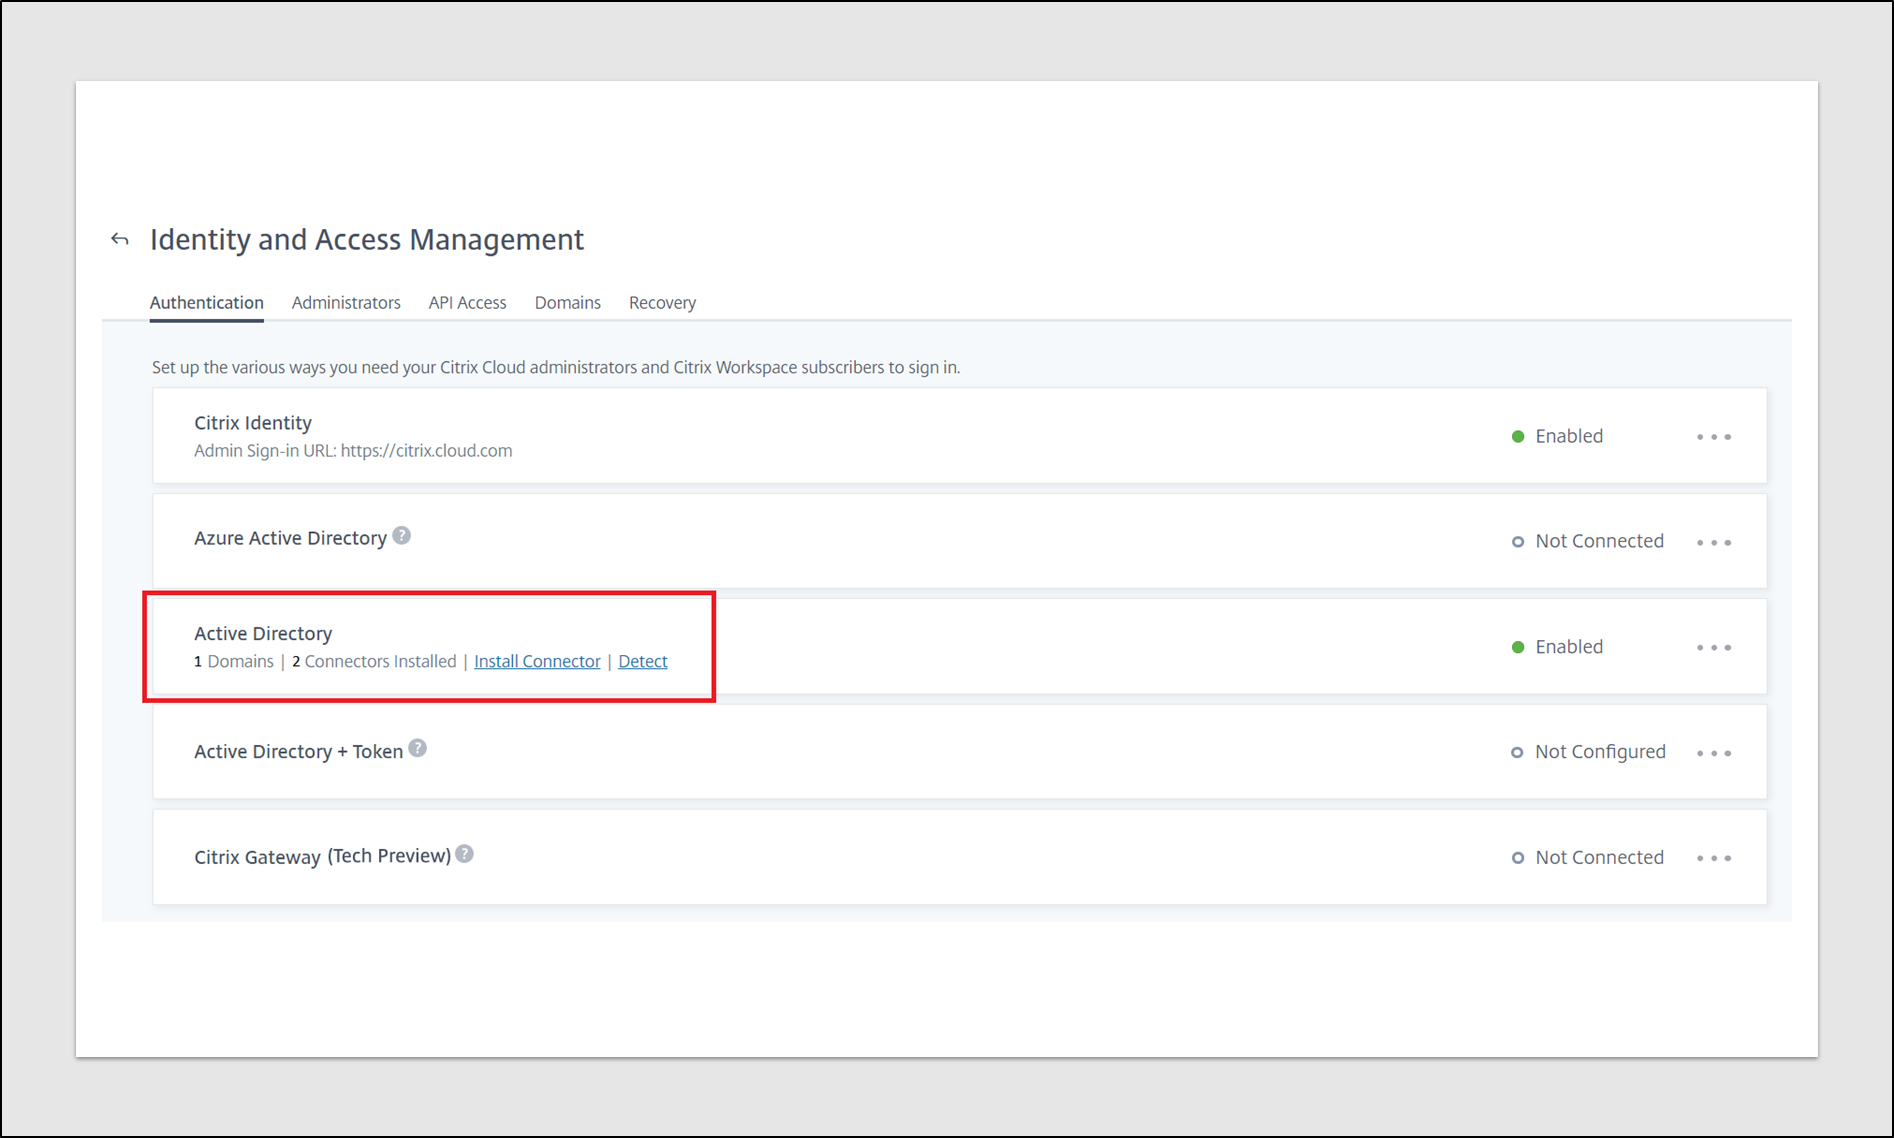 Identity and Access Management
Authentication Administrators API Access Domains Recovery
Set up the various ways you need your Citrix Cloud administrators and Citrix Workspace subscribers to sign in.
Citrix Identity
Admin Sign-in URL: https://citrix.cloud.com
Enabled
Azure Active Directory ?
Not Connected
Active Directory
1 Domains | 2 Connectors Installed | Install Connector | Detect
Enabled
Active Directory + Token ?
Not Configured
Citrix Gateway (Tech Preview) ?
Not Connected